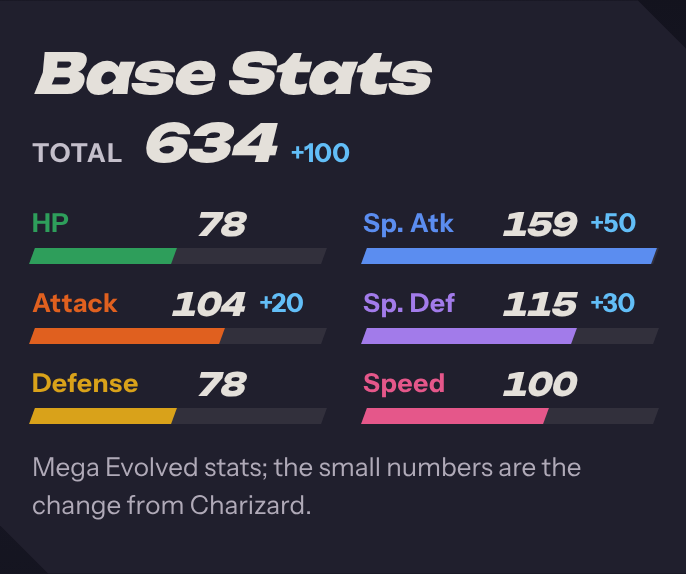 Base Stats
TOTAL 634 +100
HP 78
Sp. Atk 159 +50
Attack 104 +20
Sp. Def 115 +30
Defense 78
Speed 100
Mega Evolved stats; the small numbers are the
change from Charizard.